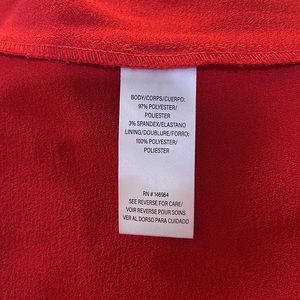 BODY/CORPS/CUERPO:
97% POLYESTER/
POLIESTER
3% SPANDEX/ELASTANO
LINING/DOUBLURE/FORRO:
100% POLYESTER/
POLIESTER
RN # 146964
SEE REVERSE FOR CARE/
VOIR REVERSE POUR SOINS
VER AL DORSO PARA CUIDADO